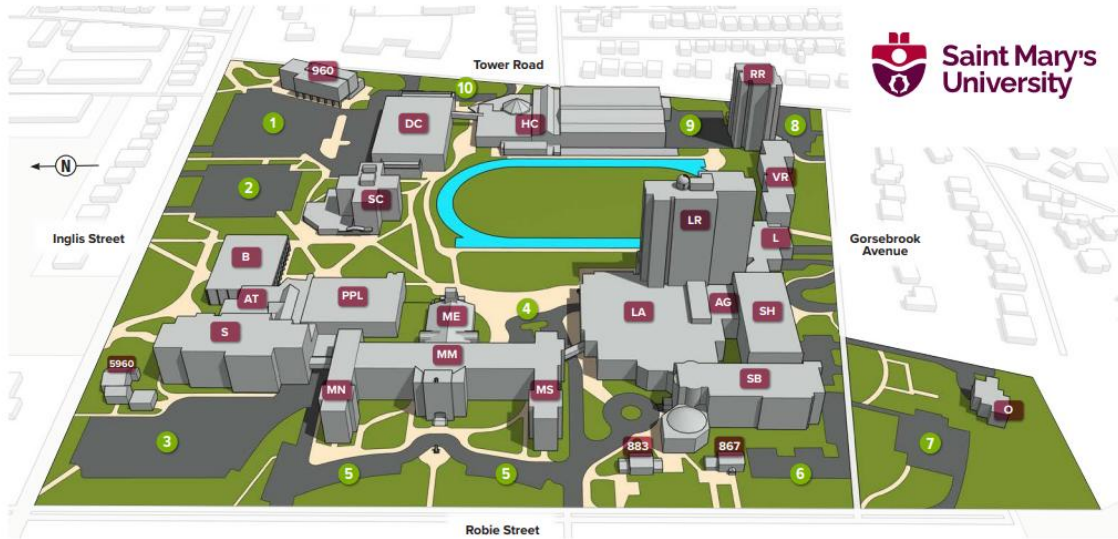 Saint Mary's
University
Tower Road
960
RR
10
1
DC
HC
9
8
N
2
SC
VR
LR
Inglis Street
L
Gorsebrook
Avenue
B
AT
PPL
4
AG
ME
LA
SH
S
MM
5960
MN
MS
SB
O
3
883
867
7
5
5
6
Robie Street